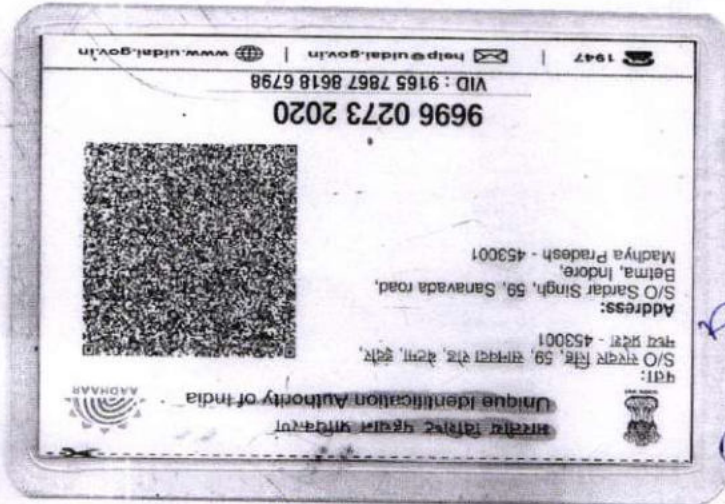 भारतीय विशिष्ट पहचान प्राधिकरण
Unique Identification Authority of India
AADHAAR
पता:
S/O सरदार सिंह, 59, सानावदा रोड, बेटमा, इंदौर,
मध्य प्रदेश - 453001
Address:
S/O Sardar Singh, 59, Sanavada road,
Betma, Indore,
Madhya Pradesh - 453001
9696 0273 2020
VID : 9165 7867 8618 6798
1947 | help@uidai.gov.in | www.uidai.gov.in